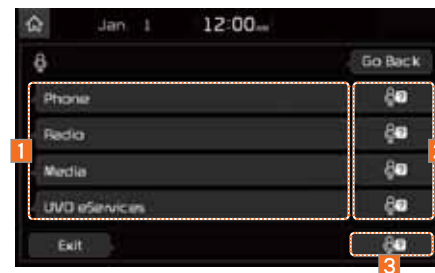 Jan. 1 12:00
Go Back
Phone
Radio
Media
UVO eServices
Exit
1
3